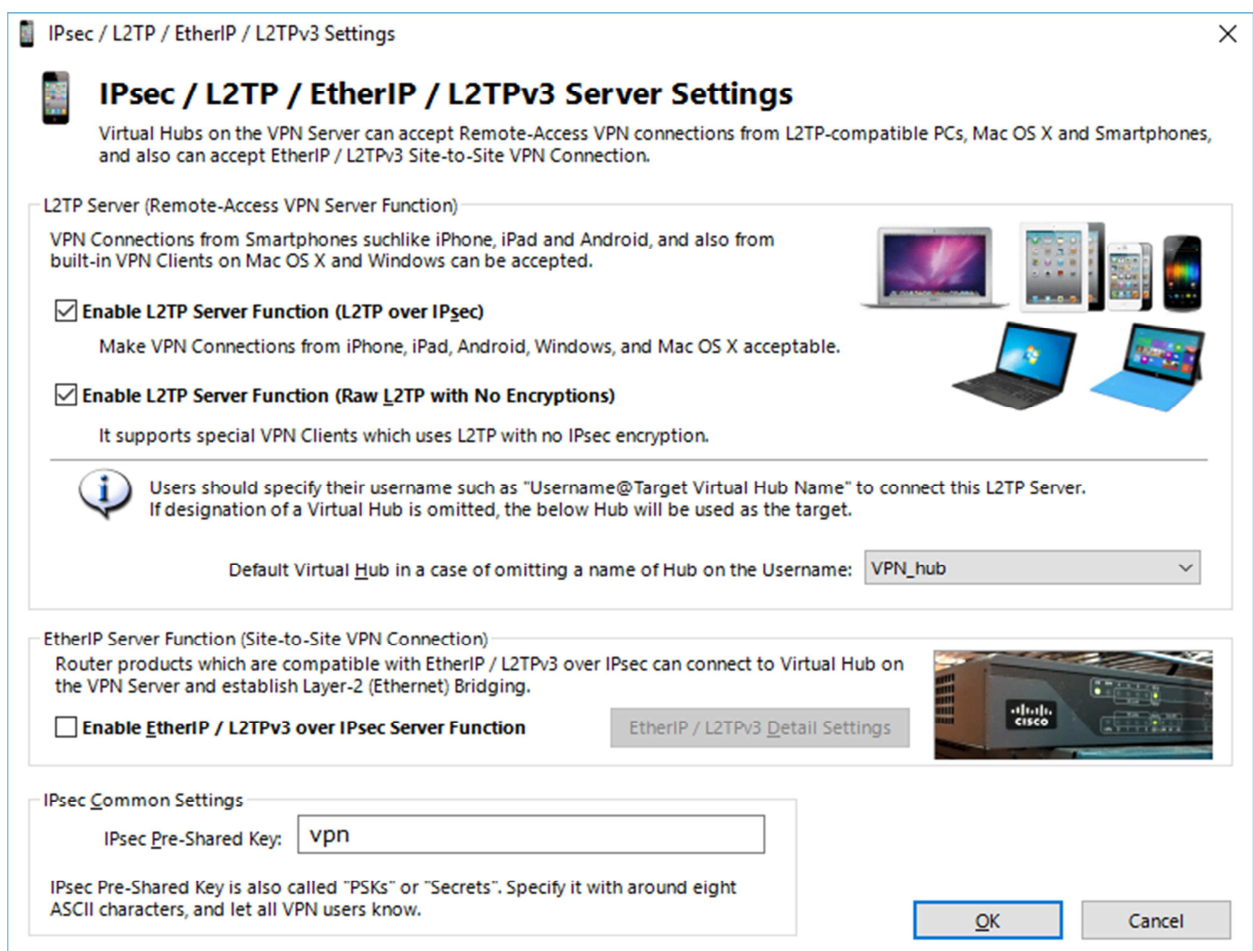 IPsec / L2TP / EtherIP / L2TPv3 Settings
IPsec / L2TP / EtherIP / L2TPv3 Server Settings
Virtual Hubs on the VPN Server can accept Remote-Access VPN connections from L2TP-compatible PCs, Mac OS X and Smartphones,
and also can accept EtherIP / L2TPv3 Site-to-Site VPN Connection.
L2TP Server (Remote-Access VPN Server Function)
VPN Connections from Smartphones suchlike iPhone, iPad and Android, and also from
built-in VPN Clients on Mac OS X and Windows can be accepted.
Enable L2TP Server Function (L2TP over IPsec)
Make VPN Connections from iPhone, iPad, Android, Windows, and Mac OS X acceptable.
Enable L2TP Server Function (Raw L2TP with No Encryptions)
It supports special VPN Clients which uses L2TP with no IPsec encryption.
Users should specify their username such as "Username@Target Virtual Hub Name" to connect this L2TP Server.
If designation of a Virtual Hub is omitted, the below Hub will be used as the target.
Default Virtual Hub in a case of omitting a name of Hub on the Username: VPN_hub
EtherIP Server Function (Site-to-Site VPN Connection)
Router products which are compatible with EtherIP / L2TPv3 over IPsec can connect to Virtual Hub on
the VPN Server and establish Layer-2 (Ethernet) Bridging.
Enable EtherIP / L2TPv3 over IPsec Server Function
EtherIP / L2TPv3 Detail Settings
CISCO
IPsec Common Settings
IPsec Pre-Shared Key: vpn
IPsec Pre-Shared Key is also called "PSKs" or "Secrets". Specify it with around eight
ASCII characters, and let all VPN users know.
OK
Cancel